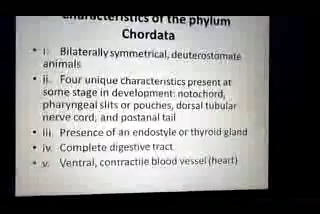 Characteristics of the phylum
Chordata
• i. Bilaterally symmetrical, deuterostomate
animals
• ii. Four unique characteristics present at
some stage in development: notochord,
pharyngeal slits or pouches, dorsal tubular
nerve cord, and postanal tail
• iii. Presence of an endostyle or thyroid gland
• iv. Complete digestive tract
• v. Ventral, contractile blood vessel (heart)